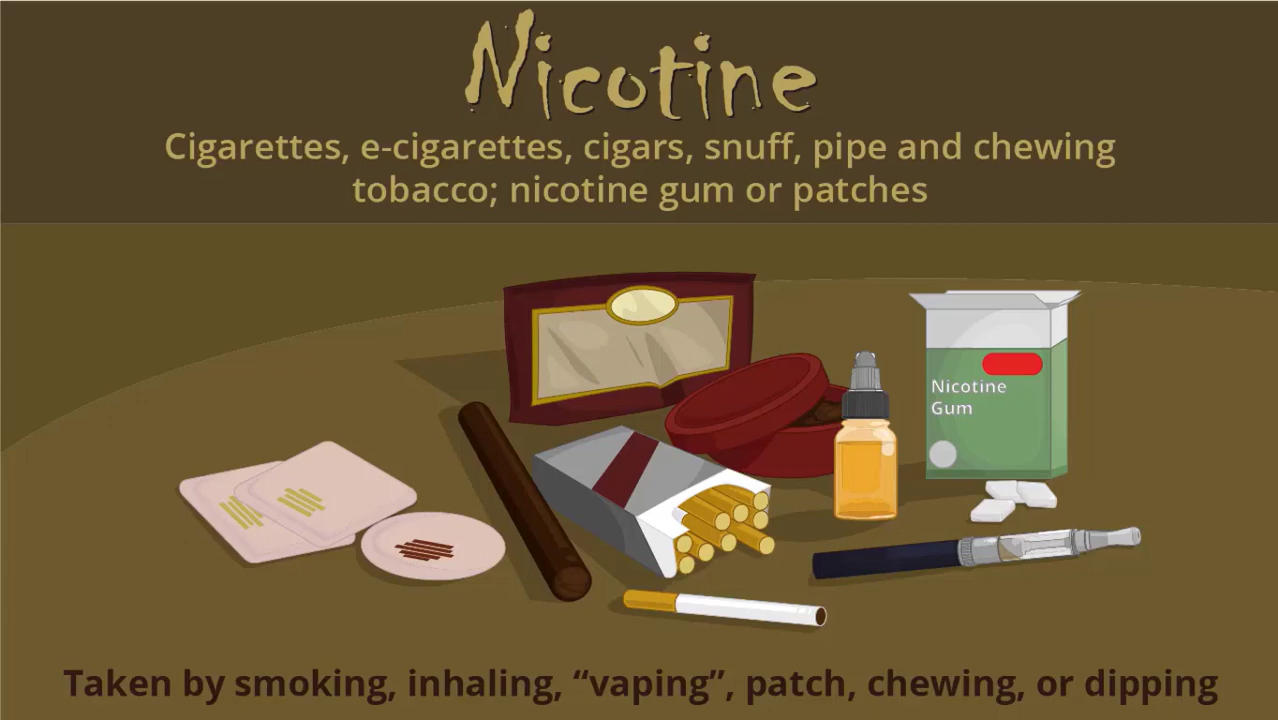 Nicotine
Cigarettes, e-cigarettes, cigars, snuff, pipe and chewing
tobacco; nicotine gum or patches
Nicotine
Gum
Taken by smoking, inhaling, “vaping”, patch, chewing, or dipping